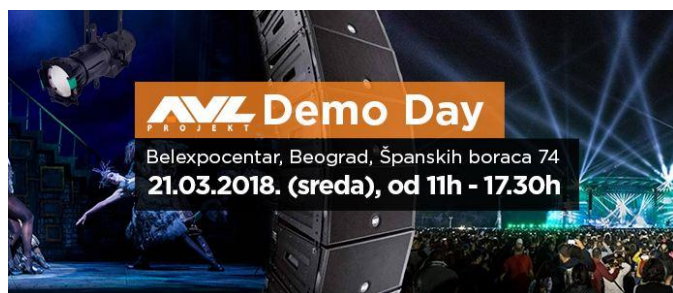 AVL Demo Day
PROJEKT
Belexpocentar, Beograd, Španskih boraca 74
21.03.2018. (sreda), od 11h - 17.30h